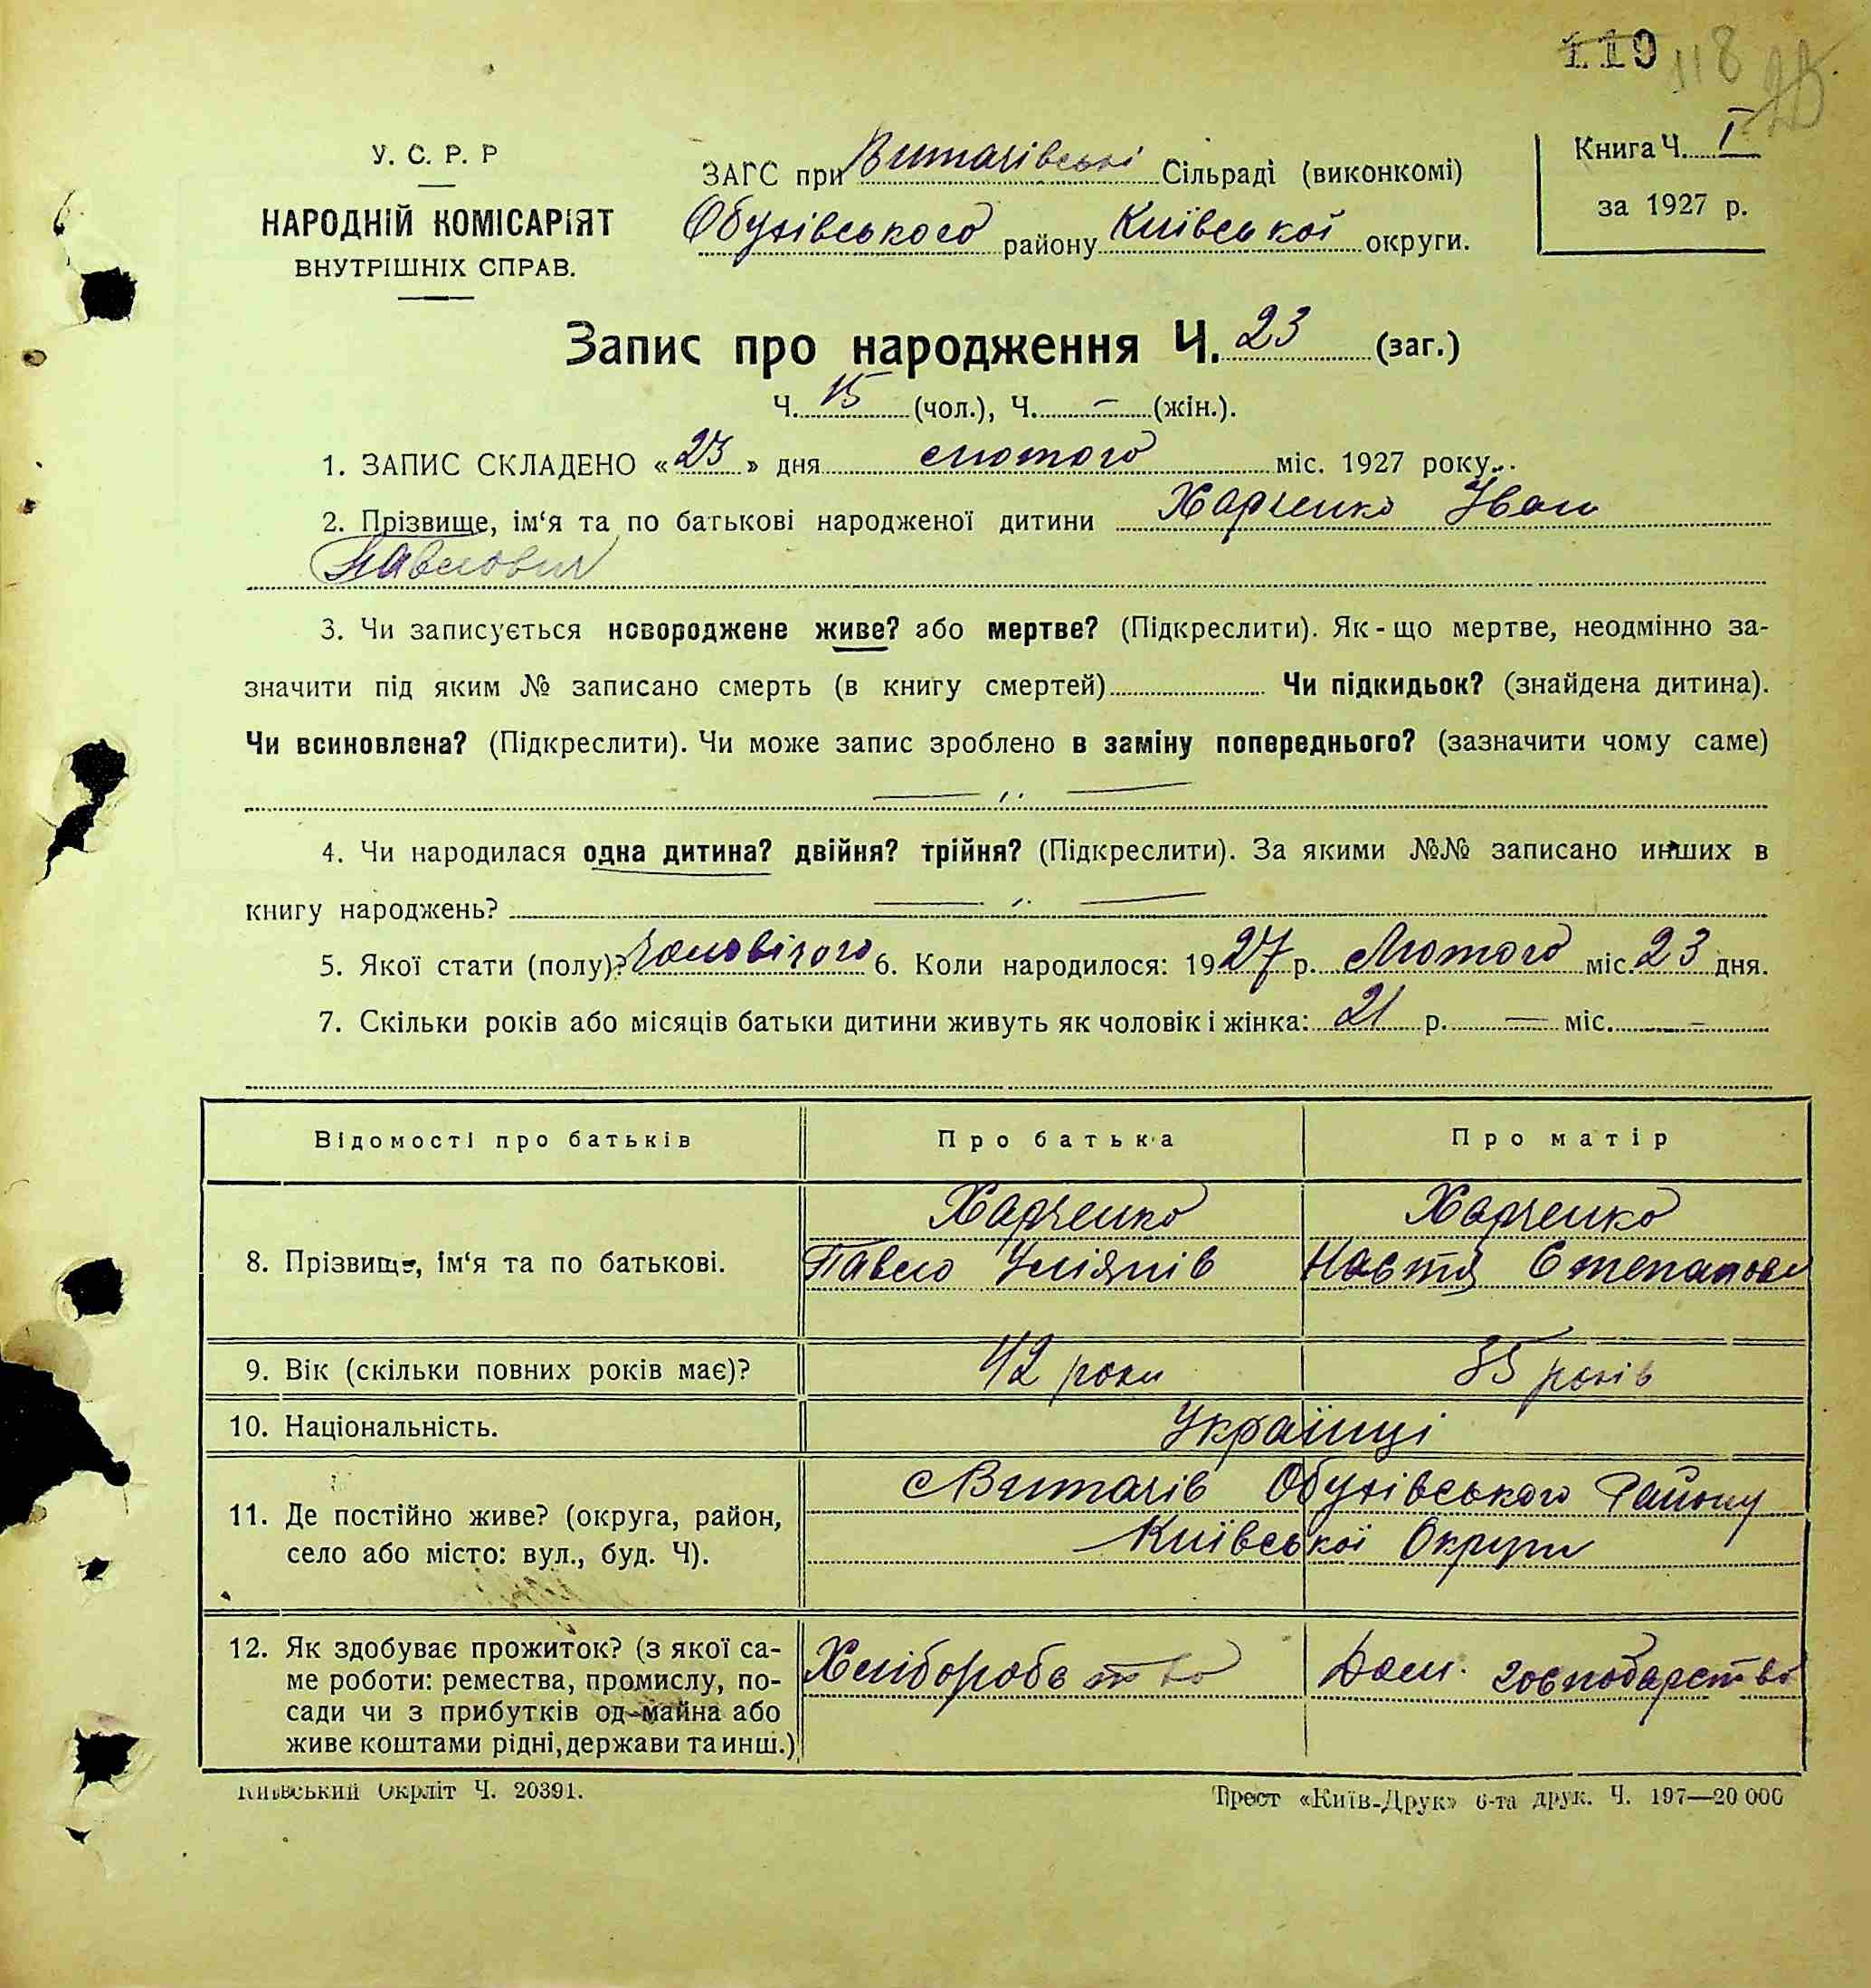 119 118
У. С. Р. Р
НАРОДНІЙ КОМІСАРІЯТ
ВНУТРІШНІХ СПРАВ.
ЗАГС при Витачівські Сільраді (виконкомі)
Обухівського району Київської округи.
Книга Ч. I
за 1927 р.
Запис про народження Ч. 23 (заг.)
Ч. 15 (чол.), Ч. — (жін.).
1. ЗАПИС СКЛАДЕНО «23» дня лютого міс. 1927 року.
2. Прізвище, ім‘я та по батькові народженої дитини Харченко Іван
Павлович
3. Чи записується новороджене живе? або мертве? (Підкреслити). Як-що мертве, неодмінно за-
значити під яким № записано смерть (в книгу смертей) Чи підкидьок? (знайдена дитина).
Чи всиновлена? (Підкреслити). Чи може запис зроблено в заміну попереднього? (зазначити чому саме)
— ,, —
4. Чи народилася одна дитина? двійня? трійня? (Підкреслити). За якими №№ записано инших в
книгу народжень? — ,, —
5. Якої стати (полу)? Чоловічого 6. Коли народилося: 1927 р. Лютого міс. 23 дня.
7. Скільки років або місяців батьки дитини живуть як чоловік і жінка: 21 р. — міс. —
Відомості про батьків Про батька Про матір
8. Прізвище, ім‘я та по батькові. Харченко Харченко
Павло Уліянів Настя Степанови
9. Вік (скільки повних років має)? 42 роки 35 років
10. Національність. Українці
11. Де постійно живе? (округа, район,
село або місто: вул., буд. Ч).
с Витачів Обухівського Району
Київської Округи
12. Як здобуває прожиток? (з якої са-
ме роботи: ремества, промислу, по-
сади чи з прибутків од майна або
живе коштами рідні, держави та инш.)
Хліборобство Дом. господарство
Київський Окрліт Ч. 20391.
Трест «Київ-Друк» 6-та друк. Ч. 197—20 000